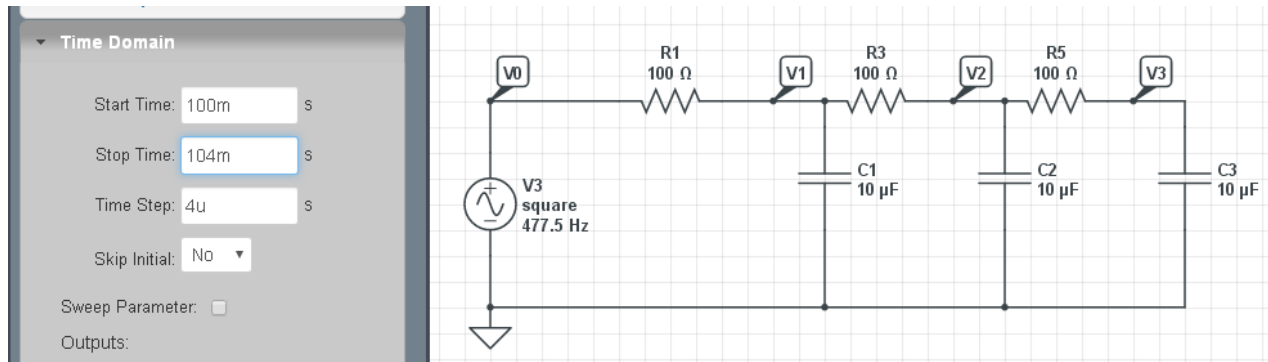 Time Domain
Start Time: 100m s
Stop Time: 104m s
Time Step: 4u s
Skip Initial: No
Sweep Parameter:
Outputs:
V0
R1
100 Ω
V1
R3
100 Ω
V2
R5
100 Ω
V3
V3
square
477.5 Hz
C1
10 µF
C2
10 µF
C3
10 µF